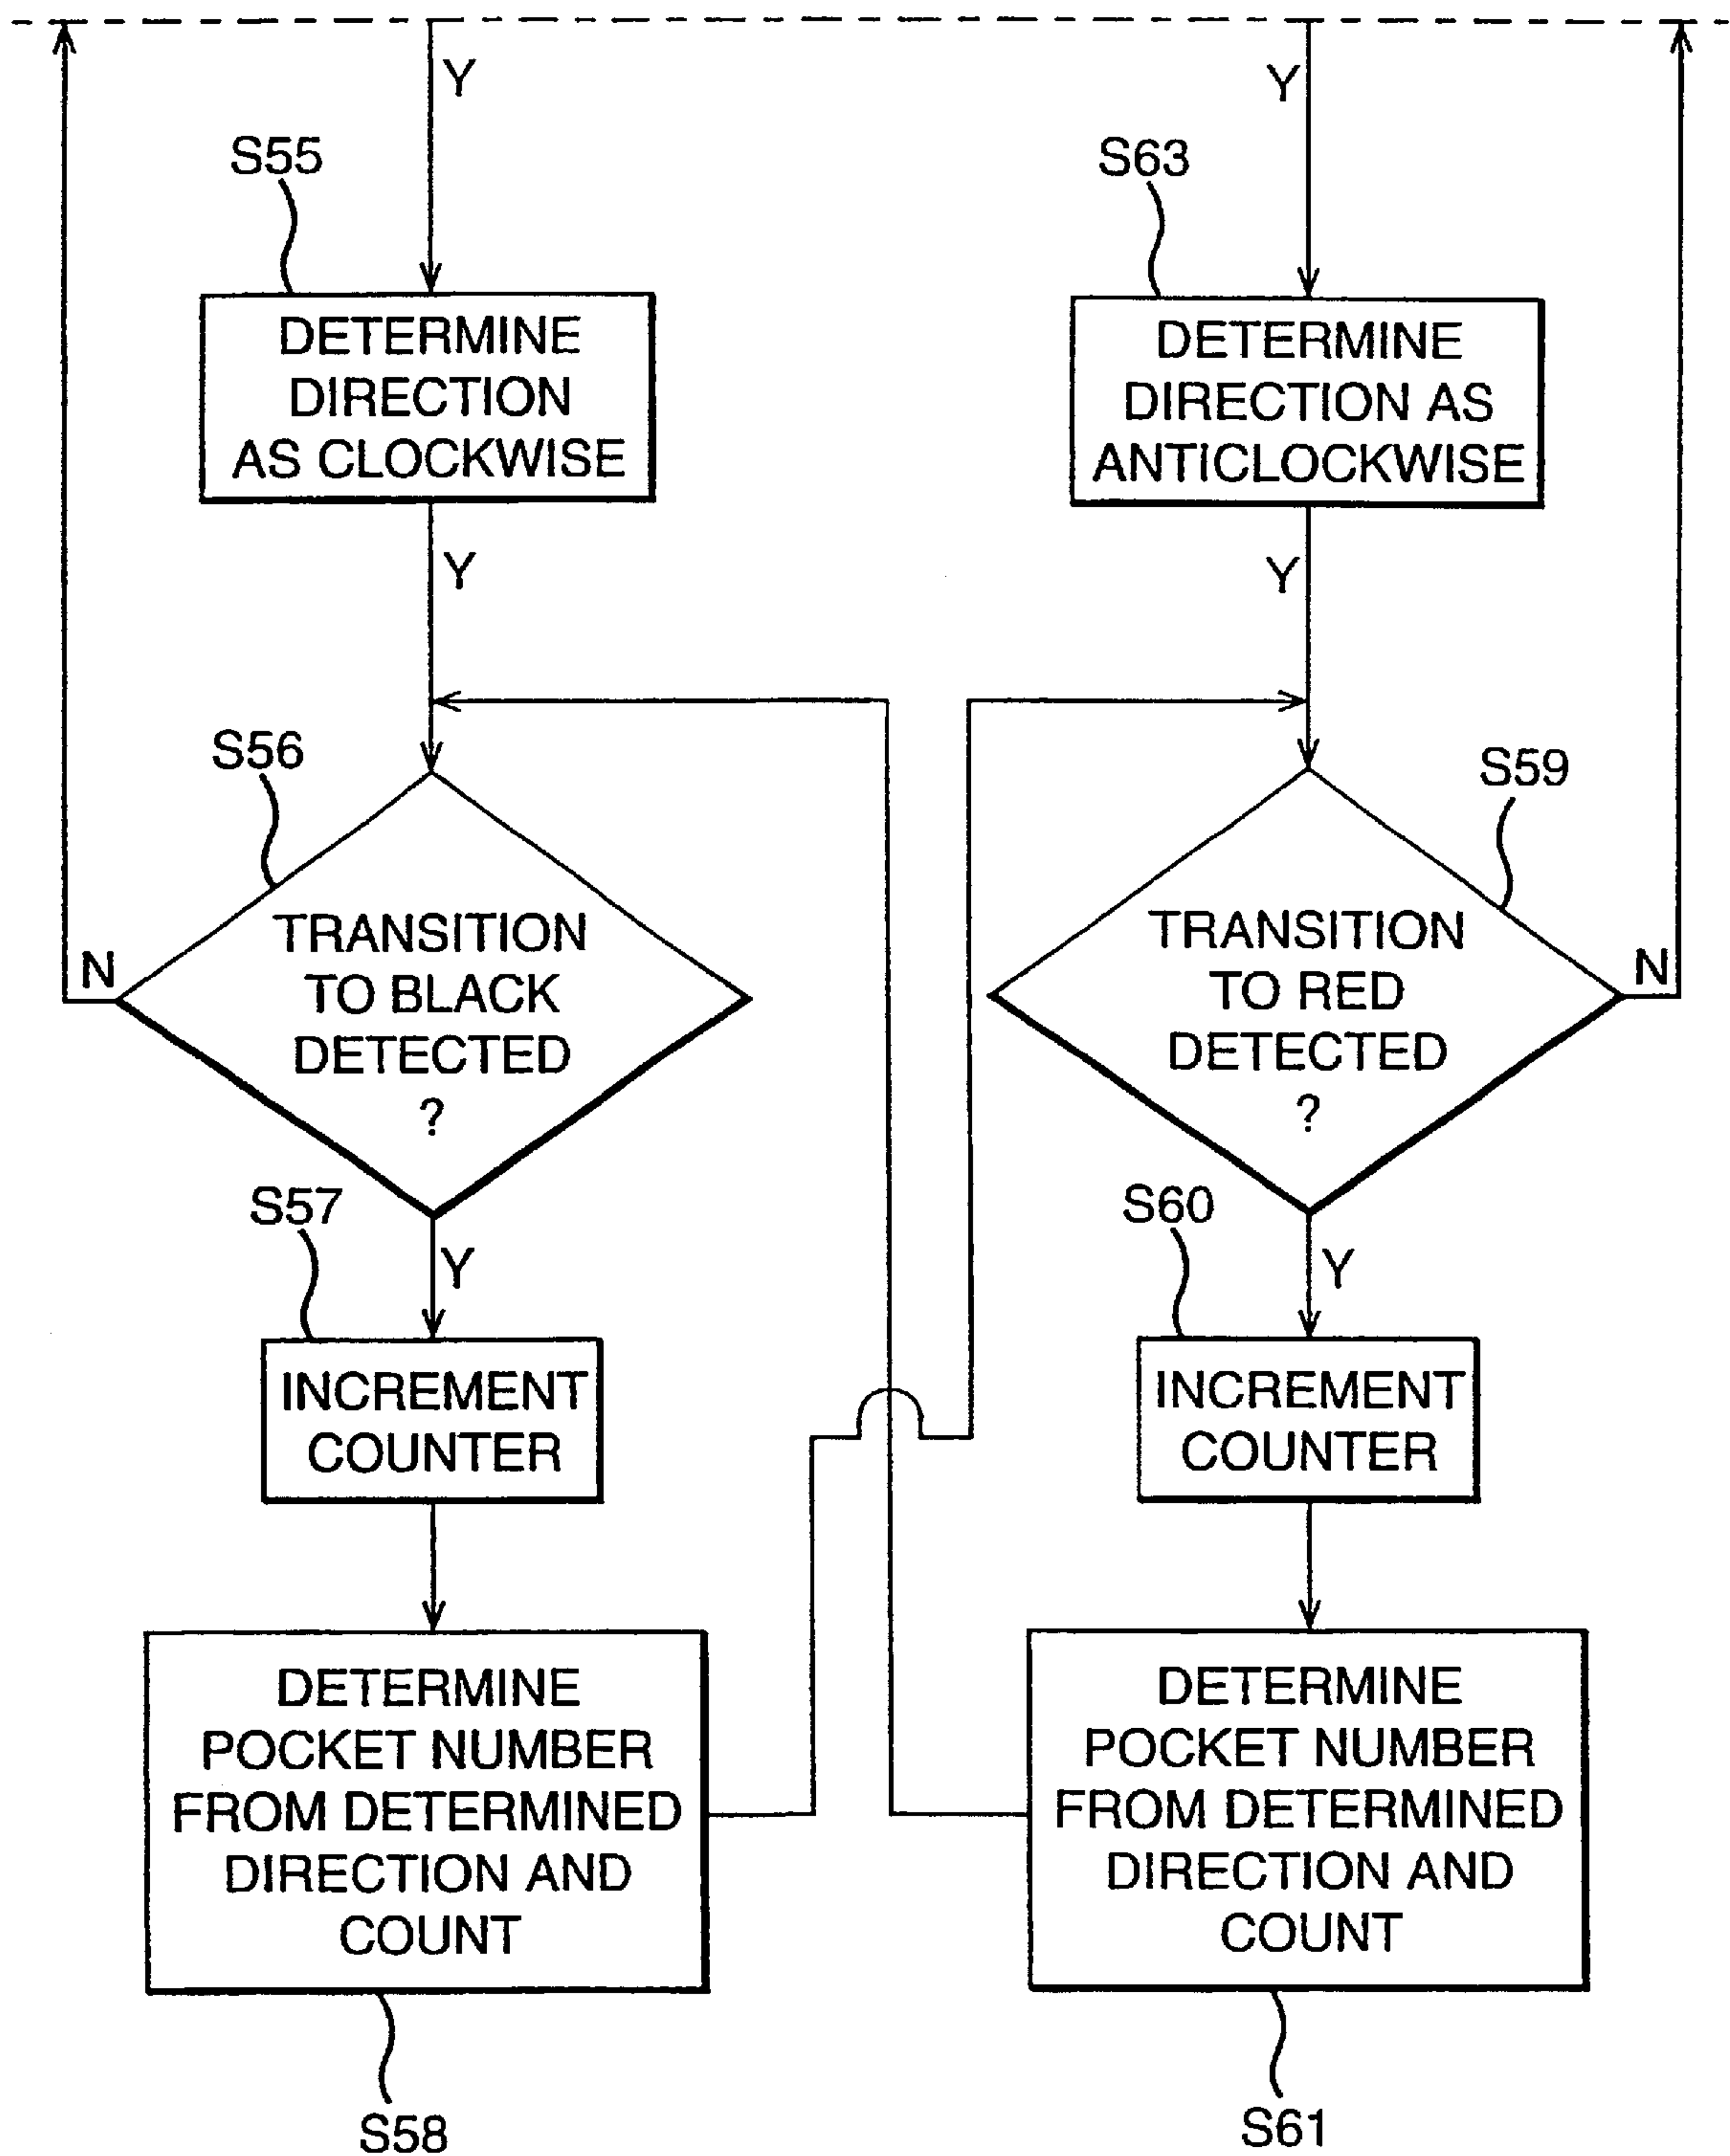 Y
Y
S55
S63
DETERMINE
DIRECTION
AS CLOCKWISE
DETERMINE
DIRECTION AS
ANTICLOCKWISE
Y
Y
S56
S59
N
TRANSITION
TO BLACK
DETECTED
?
TRANSITION
TO RED
DETECTED
?
N
S57
Y
S60
Y
INCREMENT
COUNTER
INCREMENT
COUNTER
DETERMINE
POCKET NUMBER
FROM DETERMINED
DIRECTION AND
COUNT
DETERMINE
POCKET NUMBER
FROM DETERMINED
DIRECTION AND
COUNT
S58
S61